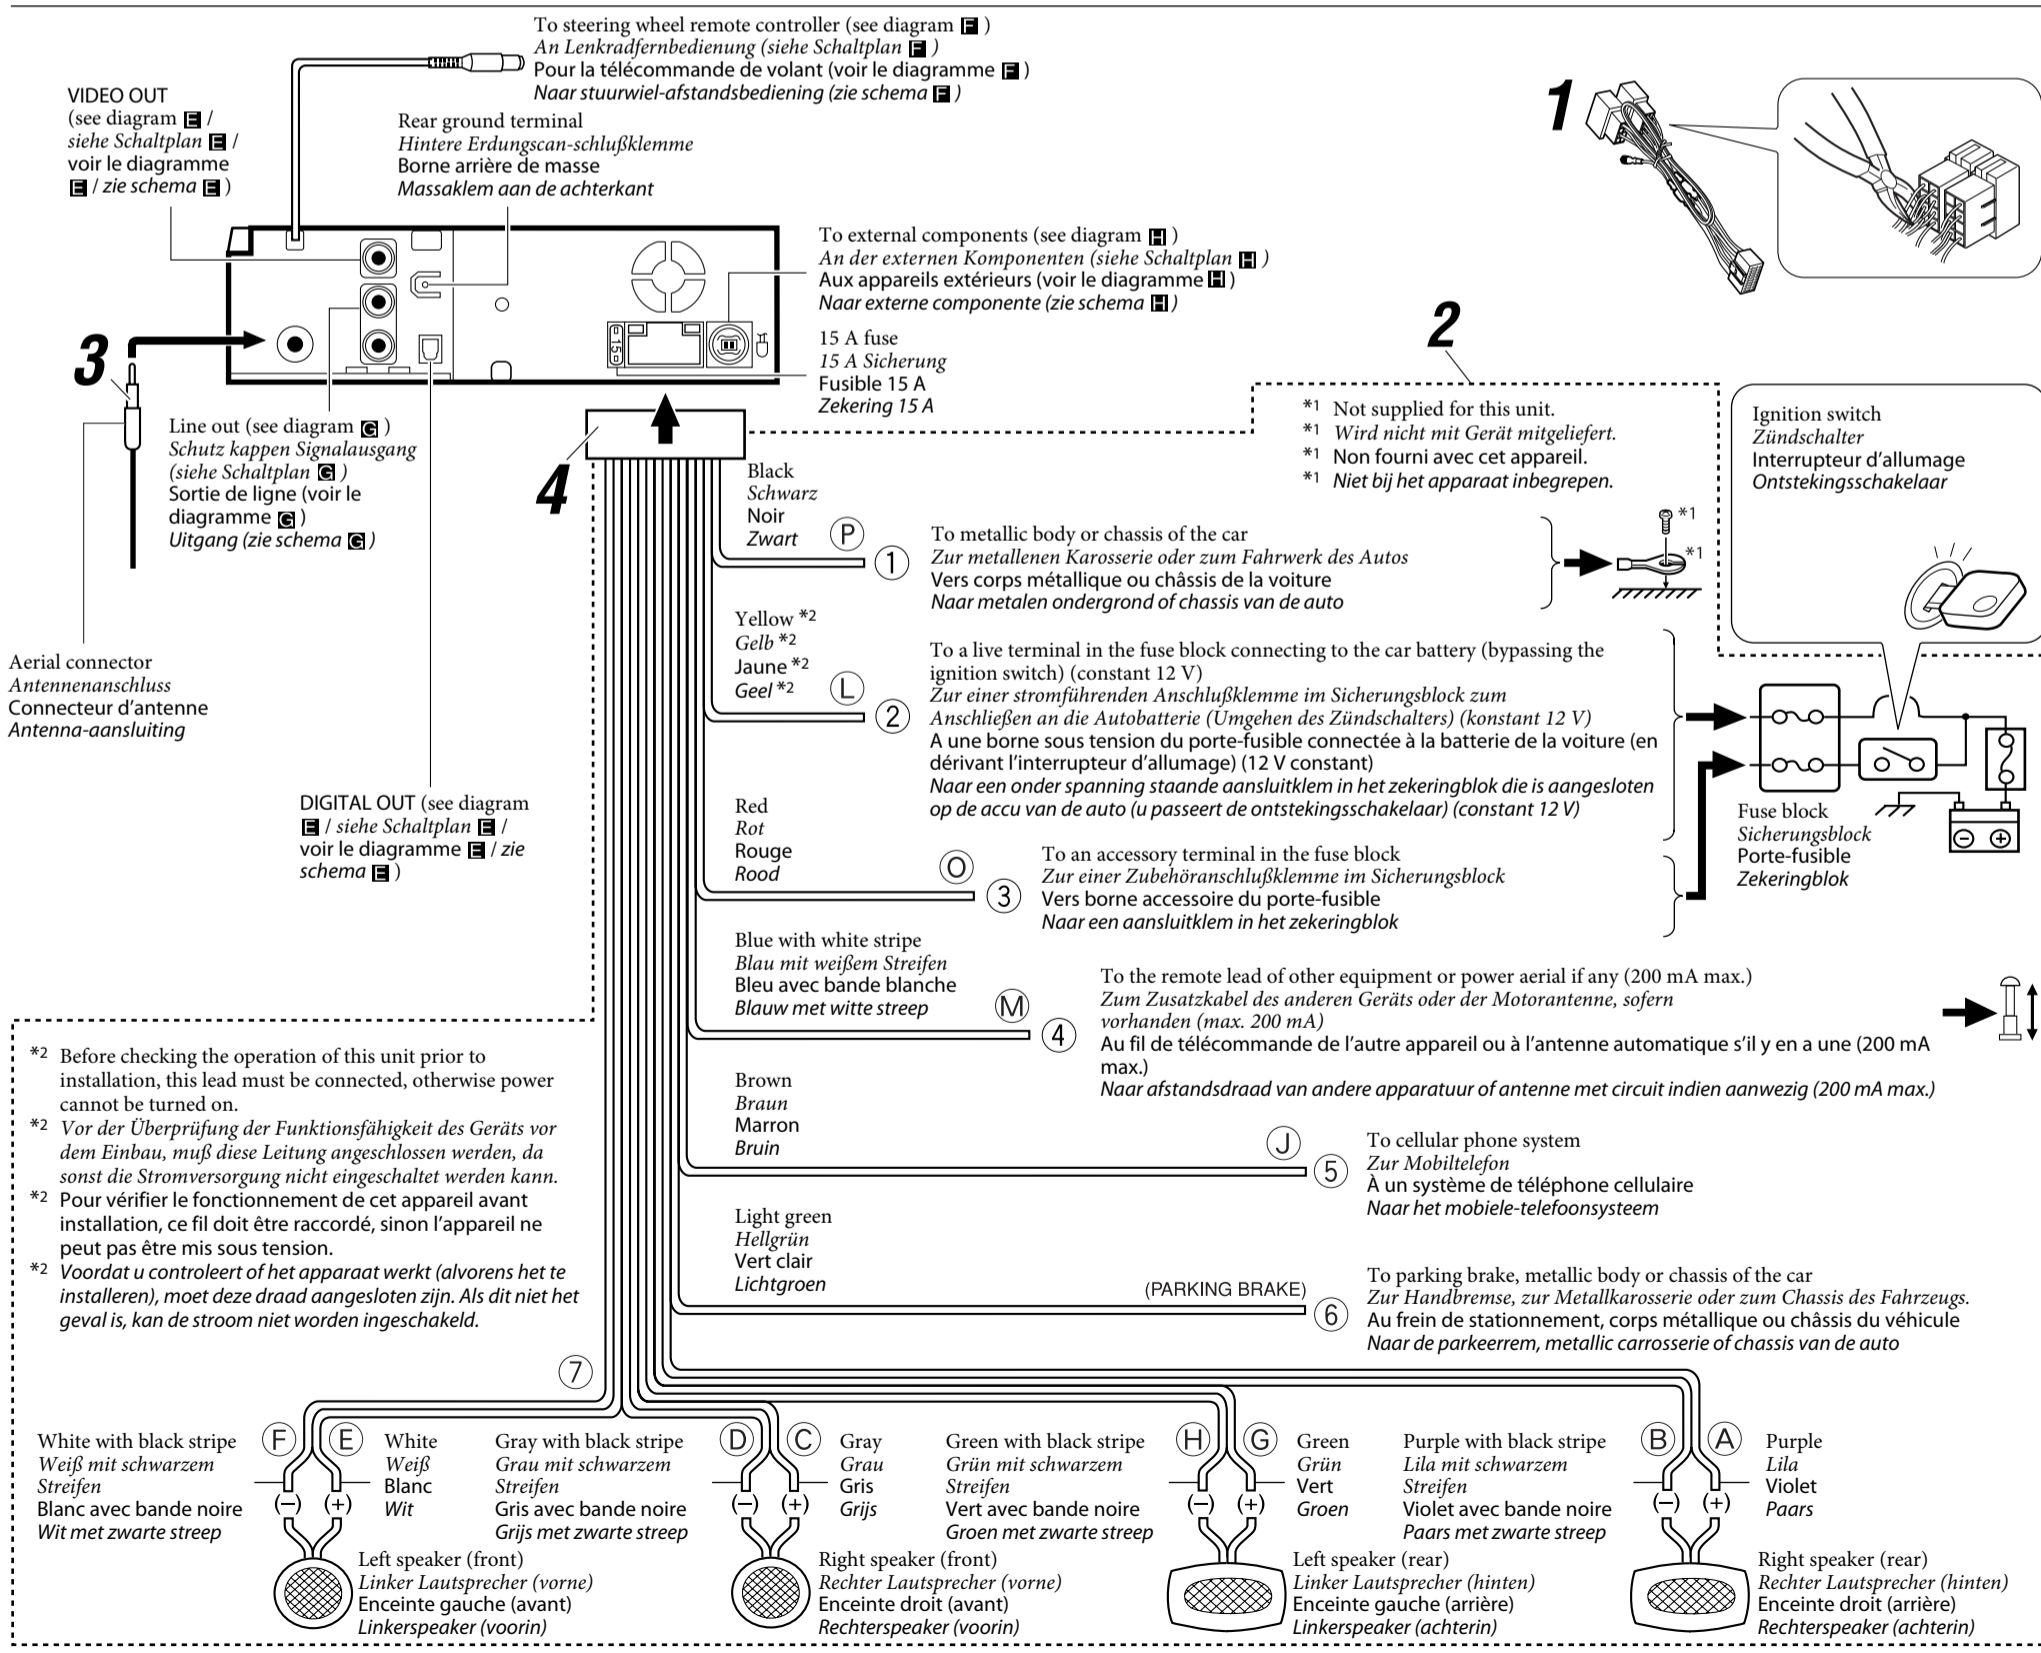 To steering wheel remote controller (see diagram F )
An Lenkradfernbedienung (siehe Schaltplan F )
Pour la télécommande de volant (voir le diagramme F )
Naar stuurwiel-afstandsbediening (zie schema F )
VIDEO OUT
(see diagram E /
siehe Schaltplan E /
voir le diagramme
E / zie schema E )
Rear ground terminal
Hintere Erdungscan-schlußklemme
Borne arrière de masse
Massaklem aan de achterkant
1
To external components (see diagram H )
An der externen Komponenten (siehe Schaltplan H )
Aux appareils extérieurs (voir le diagramme H )
Naar externe componente (zie schema H )
15
15 A fuse
15 A Sicherung
Fusible 15 A
Zekering 15 A
2
3
Line out (see diagram G )
Schutz kappen Signalausgang
(siehe Schaltplan G )
Sortie de ligne (voir le
diagramme G )
Uitgang (zie schema G )
4
*1 Not supplied for this unit.
*1 Wird nicht mit Gerät mitgeliefert.
*1 Non fourni avec cet appareil.
*1 Niet bij het apparaat inbegrepen.
Ignition switch
Zündschalter
Interrupteur d'allumage
Ontstekingsschakelaar
Black
Schwarz
Noir
Zwart
P
1
To metallic body or chassis of the car
Zur metallenen Karosserie oder zum Fahrwerk des Autos
Vers corps métallique ou châssis de la voiture
Naar metalen ondergrond of chassis van de auto
*1
*1
Aerial connector
Antennenanschluss
Connecteur d'antenne
Antenna-aansluiting
Yellow *2
Gelb *2
Jaune *2
Geel *2
L
2
To a live terminal in the fuse block connecting to the car battery (bypassing the
ignition switch) (constant 12 V)
Zur einer stromführenden Anschlußklemme im Sicherungsblock zum
Anschließen an die Autobatterie (Umgehen des Zündschalters) (konstant 12 V)
A une borne sous tension du porte-fusible connectée à la batterie de la voiture (en
dérivant l'interrupteur d'allumage) (12 V constant)
Naar een onder spanning staande aansluitklem in het zekeringblok die is aangesloten
op de accu van de auto (u passeert de ontstekingsschakelaar) (constant 12 V)
DIGITAL OUT (see diagram
E / siehe Schaltplan E /
voir le diagramme E / zie
schema E )
Fuse block
Sicherungsblock
Porte-fusible
Zekeringblok
Red
Rot
Rouge
Rood
O
3
To an accessory terminal in the fuse block
Zur einer Zubehöranschlußklemme im Sicherungsblock
Vers borne accessoire du porte-fusible
Naar een aansluitklem in het zekeringblok
Blue with white stripe
Blau mit weißem Streifen
Bleu avec bande blanche
Blauw met witte streep
M
4
To the remote lead of other equipment or power aerial if any (200 mA max.)
Zum Zusatzkabel des anderen Geräts oder der Motorantenne, sofern
vorhanden (max. 200 mA)
Au fil de télécommande de l'autre appareil ou à l'antenne automatique s'il y en a une (200 mA
max.)
Naar afstandsdraad van andere apparatuur of antenne met circuit indien aanwezig (200 mA max.)
*2 Before checking the operation of this unit prior to
installation, this lead must be connected, otherwise power
cannot be turned on.
*2 Vor der Überprüfung der Funktionsfähigkeit des Geräts vor
dem Einbau, muß diese Leitung angeschlossen werden, da
sonst die Stromversorgung nicht eingeschaltet werden kann.
*2 Pour vérifier le fonctionnement de cet appareil avant
installation, ce fil doit être raccordé, sinon l'appareil ne
peut pas être mis sous tension.
*2 Voordat u controleert of het apparaat werkt (alvorens het te
installeren), moet deze draad aangesloten zijn. Als dit niet het
geval is, kan de stroom niet worden ingeschakeld.
Brown
Braun
Marron
Bruin
J
5
To cellular phone system
Zur Mobiltelefon
À un système de téléphone cellulaire
Naar het mobiele-telefoonsysteem
Light green
Hellgrün
Vert clair
Lichtgroen
(PARKING BRAKE)
6
To parking brake, metallic body or chassis of the car
Zur Handbremse, zur Metallkarosserie oder zum Chassis des Fahrzeugs.
Au frein de stationnement, corps métallique ou châssis du véhicule
Naar de parkeerrem, metallic carrosserie of chassis van de auto
7
White with black stripe
Weiß mit schwarzem
Streifen
Blanc avec bande noire
Wit met zwarte streep
F
E
White
Weiß
Blanc
Wit
(−)
(+)
Left speaker (front)
Linker Lautsprecher (vorne)
Enceinte gauche (avant)
Linkerspeaker (voorin)
Gray with black stripe
Grau mit schwarzem
Streifen
Gris avec bande noire
Grijs met zwarte streep
D
C
Gray
Grau
Gris
Grijs
(−)
(+)
Right speaker (front)
Rechter Lautsprecher (vorne)
Enceinte droit (avant)
Rechterspeaker (voorin)
Green with black stripe
Grün mit schwarzem
Streifen
Vert avec bande noire
Groen met zwarte streep
H
G
Green
Grün
Vert
Groen
(−)
(+)
Left speaker (rear)
Linker Lautsprecher (hinten)
Enceinte gauche (arrière)
Linkerspeaker (achterin)
Purple with black stripe
Lila mit schwarzem
Streifen
Violet avec bande noire
Paars met zwarte streep
B
A
Purple
Lila
Violet
Paars
(−)
(+)
Right speaker (rear)
Rechter Lautsprecher (hinten)
Enceinte droit (arrière)
Rechterspeaker (achterin)